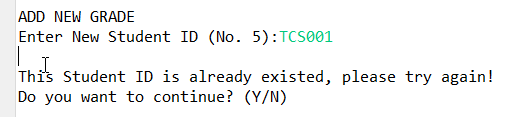 ADD NEW GRADE
Enter New Student ID (No. 5):TCS001
This Student ID is already existed, please try again!
Do you want to continue? (Y/N)